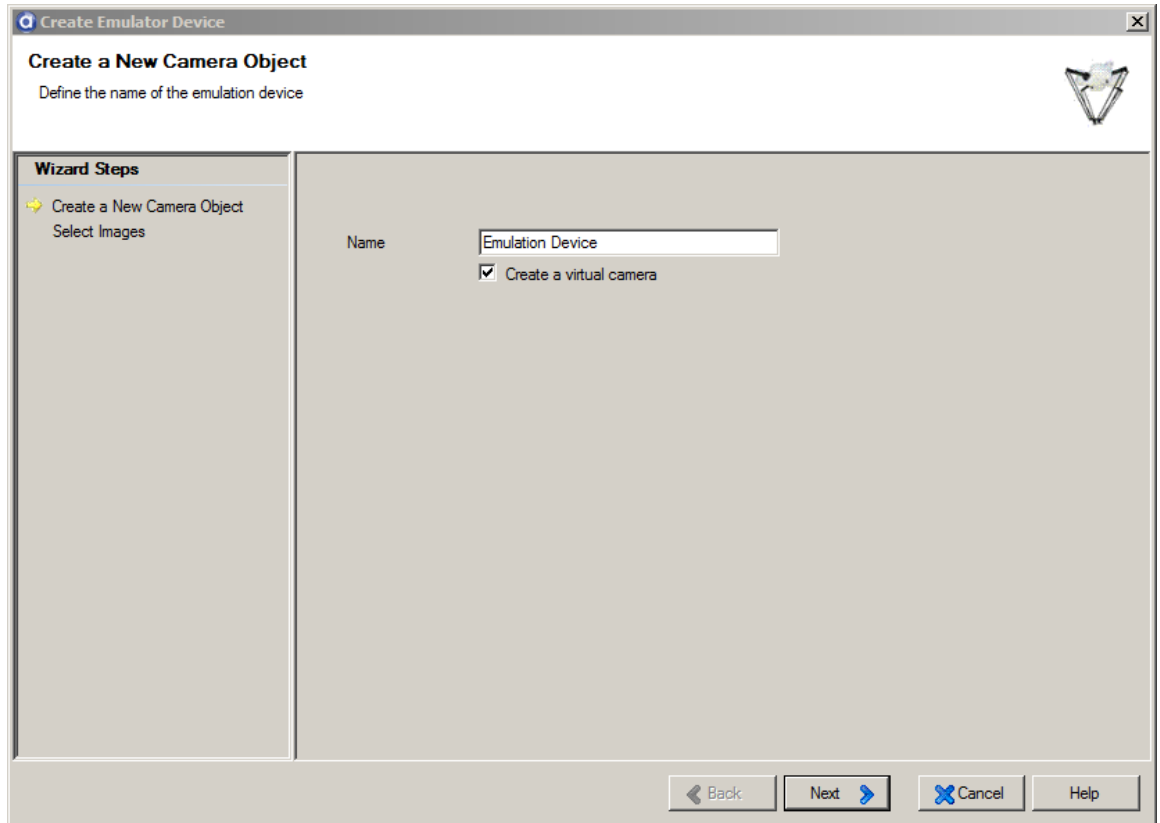 Create Emulator Device
Create a New Camera Object
Define the name of the emulation device
Wizard Steps
Create a New Camera Object
Select Images
Name
Emulation Device
Create a virtual camera
Back
Next
Cancel
Help